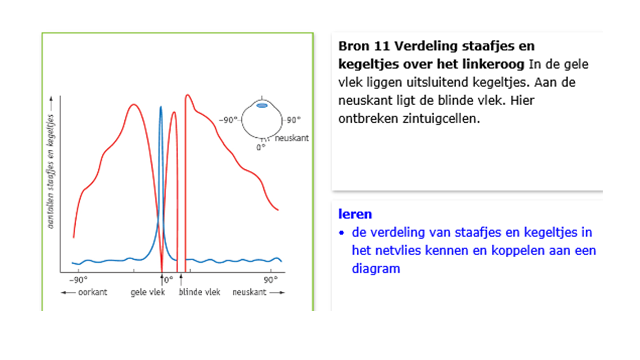 aantallen staafjes en kegeltjes
-90°
0°
90°
oorkant
gele vlek
blinde vlek
neuskant
-90°
90°
neuskant
0°
Bron 11 Verdeling staafjes en
kegeltjes over het linkeroog In de gele
vlek liggen uitsluitend kegeltjes. Aan de
neuskant ligt de blinde vlek. Hier
ontbreken zintuigcellen.
leren
• de verdeling van staafjes en kegeltjes in
het netvlies kennen en koppelen aan een
diagram